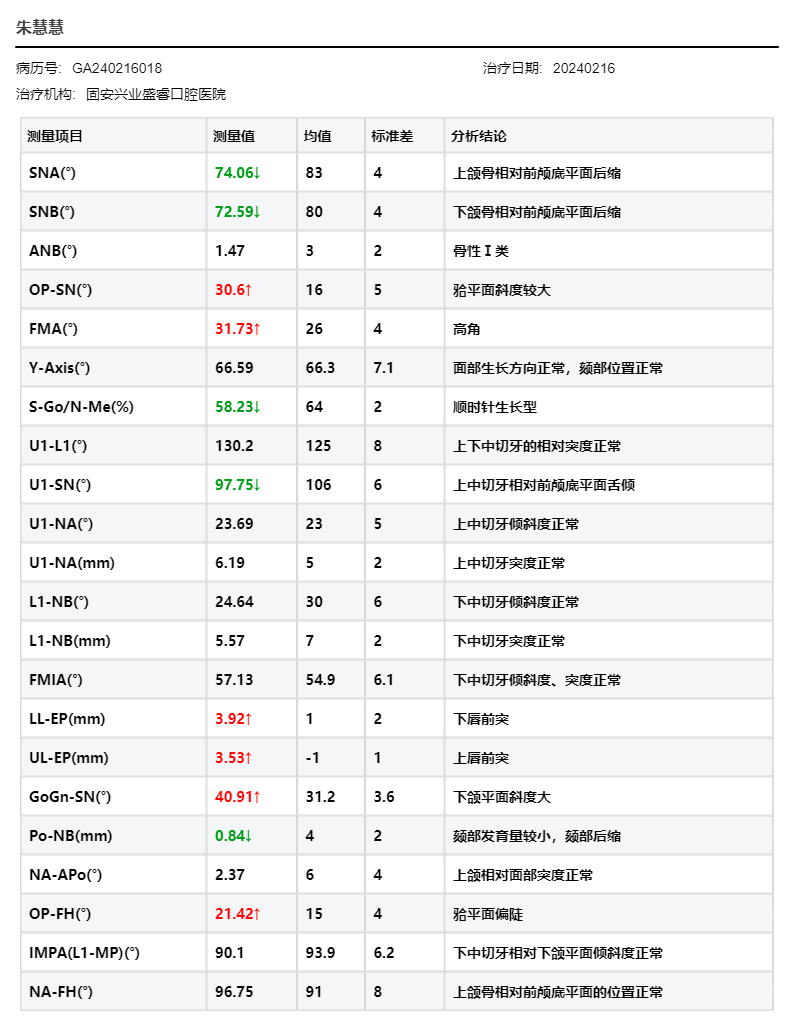 朱慧慧
病历号: GA240216018 治疗日期: 20240216
治疗机构: 固安兴业盛睿口腔医院
测量项目 测量值 均值 标准差 分析结论
SNA(°) 74.06↓ 83 4 上颌骨相对前颅底平面后缩
SNB(°) 72.59↓ 80 4 下颌骨相对前颅底平面后缩
ANB(°) 1.47 3 2 骨性Ⅰ类
OP-SN(°) 30.6↑ 16 5 𬌗平面斜度较大
FMA(°) 31.73↑ 26 4 高角
Y-Axis(°) 66.59 66.3 7.1 面部生长方向正常，颏部位置正常
S-Go/N-Me(%) 58.23↓ 64 2 顺时针生长型
U1-L1(°) 130.2 125 8 上下中切牙的相对突度正常
U1-SN(°) 97.75↓ 106 6 上中切牙相对前颅底平面舌倾
U1-NA(°) 23.69 23 5 上中切牙倾斜度正常
U1-NA(mm) 6.19 5 2 上中切牙突度正常
L1-NB(°) 24.64 30 6 下中切牙倾斜度正常
L1-NB(mm) 5.57 7 2 下中切牙突度正常
FMIA(°) 57.13 54.9 6.1 下中切牙倾斜度、突度正常
LL-EP(mm) 3.92↑ 1 2 下唇前突
UL-EP(mm) 3.53↑ -1 1 上唇前突
GoGn-SN(°) 40.91↑ 31.2 3.6 下颌平面斜度大
Po-NB(mm) 0.84↓ 4 2 颏部发育量较小，颏部后缩
NA-APo(°) 2.37 6 4 上颌相对面部突度正常
OP-FH(°) 21.42↑ 15 4 𬌗平面偏陡
IMPA(L1-MP)(°) 90.1 93.9 6.2 下中切牙相对下颌平面倾斜度正常
NA-FH(°) 96.75 91 8 上颌骨相对前颅底平面的位置正常